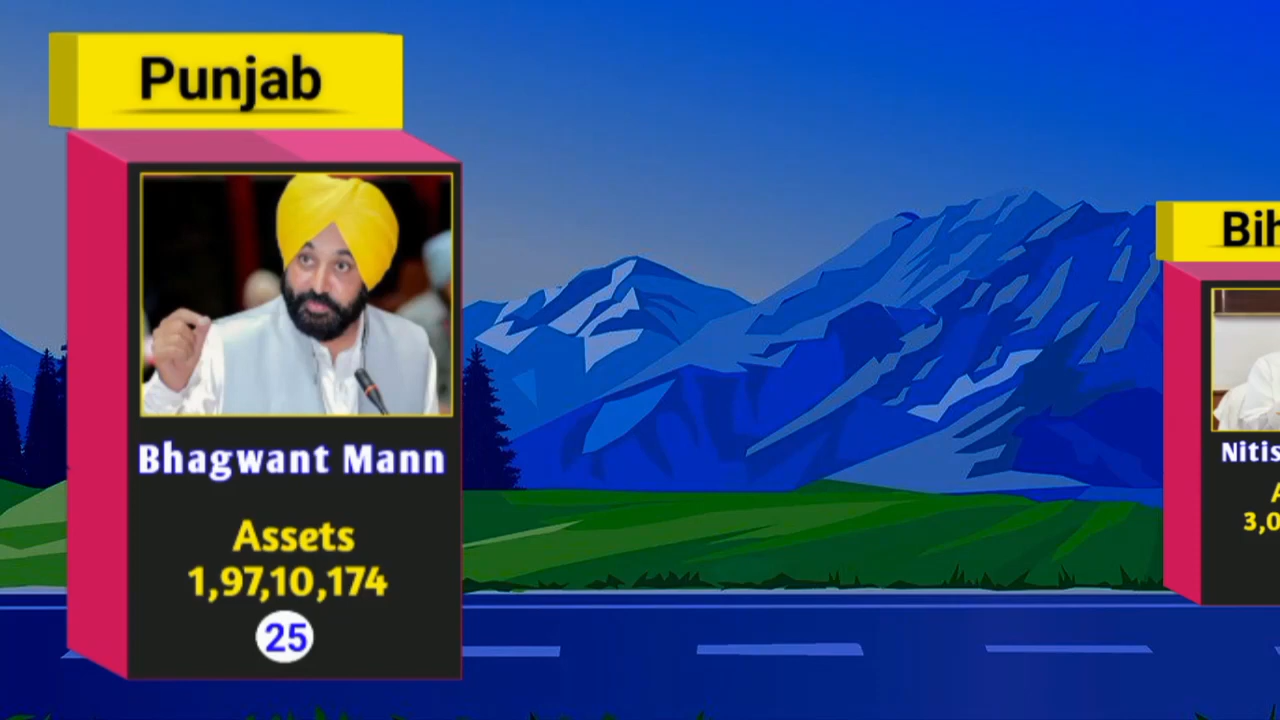 Punjab
Bhagwant Mann
Assets
1,97,10,174
25
Bih
Nitis
3,0